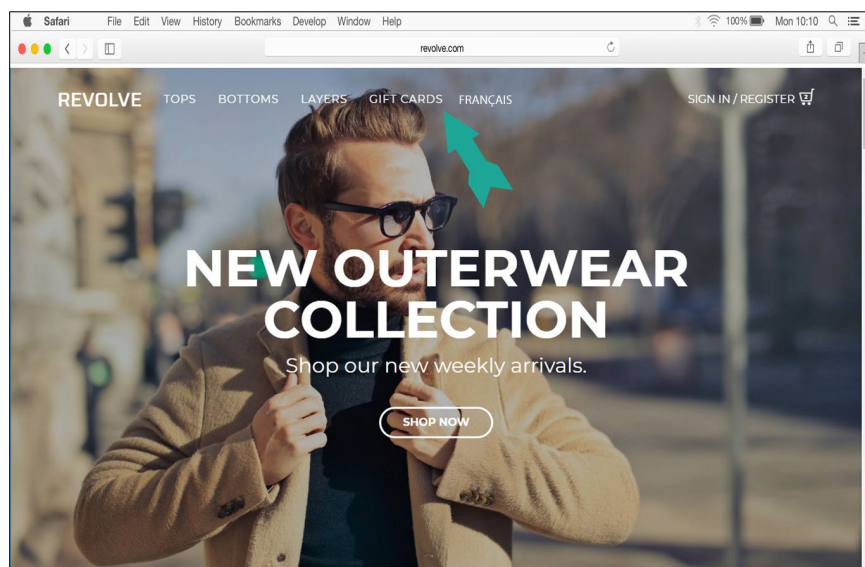 Safari File Edit View History Bookmarks Develop Window Help 100% Mon 10:10
revolve.com
REVOLVE TOPS BOTTOMS LAYERS GIFT CARDS FRANÇAIS SIGN IN / REGISTER 2
NEW OUTERWEAR
COLLECTION
Shop our new weekly arrivals.
SHOP NOW